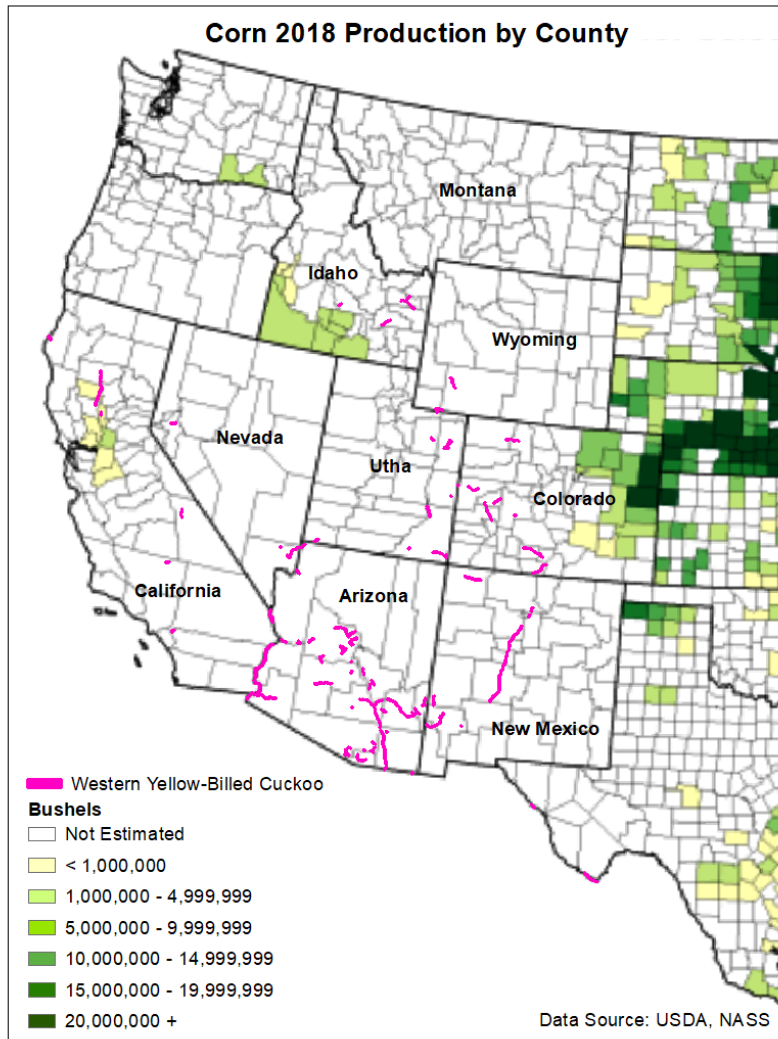 Corn 2018 Production by County
Montana
Idaho
Wyoming
Nevada
Utha
Colorado
California
Arizona
New Mexico
Western Yellow-Billed Cuckoo
Bushels
Not Estimated
< 1,000,000
1,000,000 - 4,999,999
5,000,000 - 9,999,999
10,000,000 - 14,999,999
15,000,000 - 19,999,999
20,000,000 +
Data Source: USDA, NASS